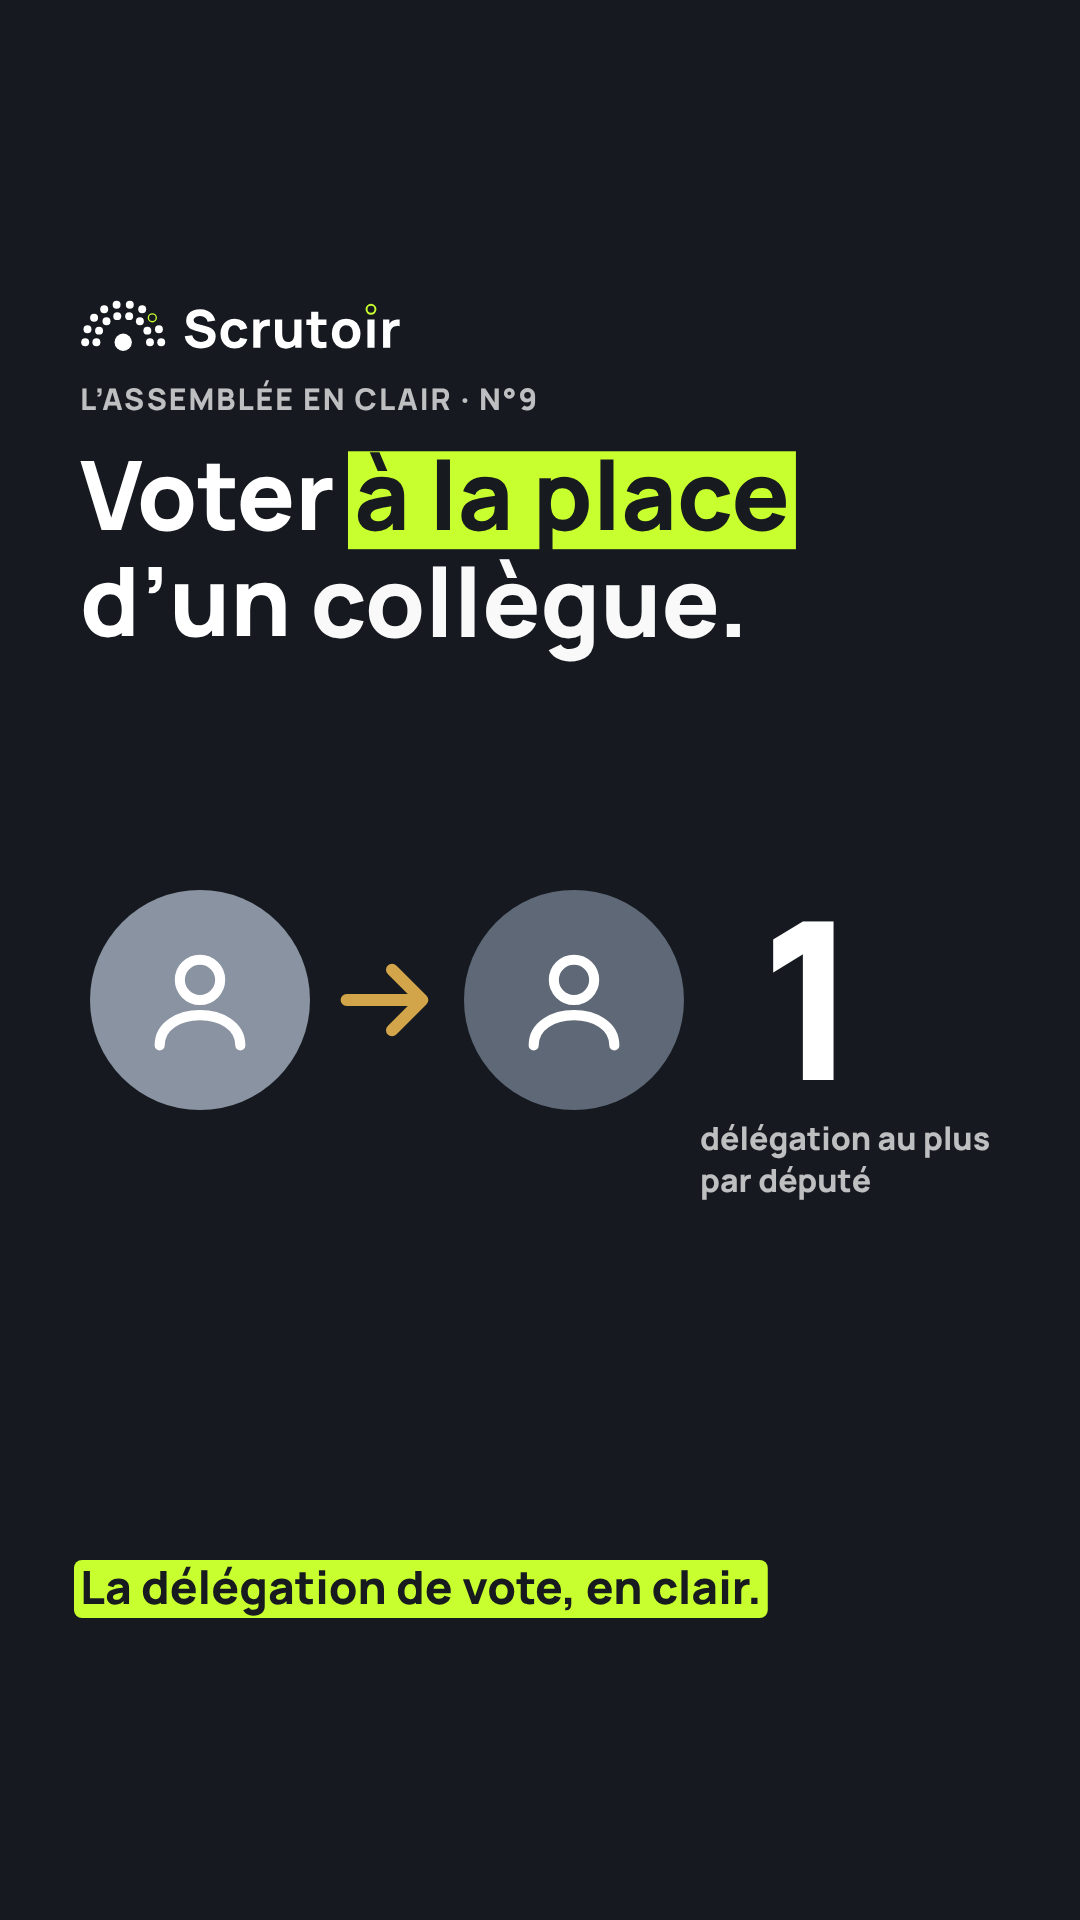 Scrutoir
L’ASSEMBLÉE EN CLAIR · N°9
Voter à la place
d’un collègue.
1
délégation au plus
par député
La délégation de vote, en clair.